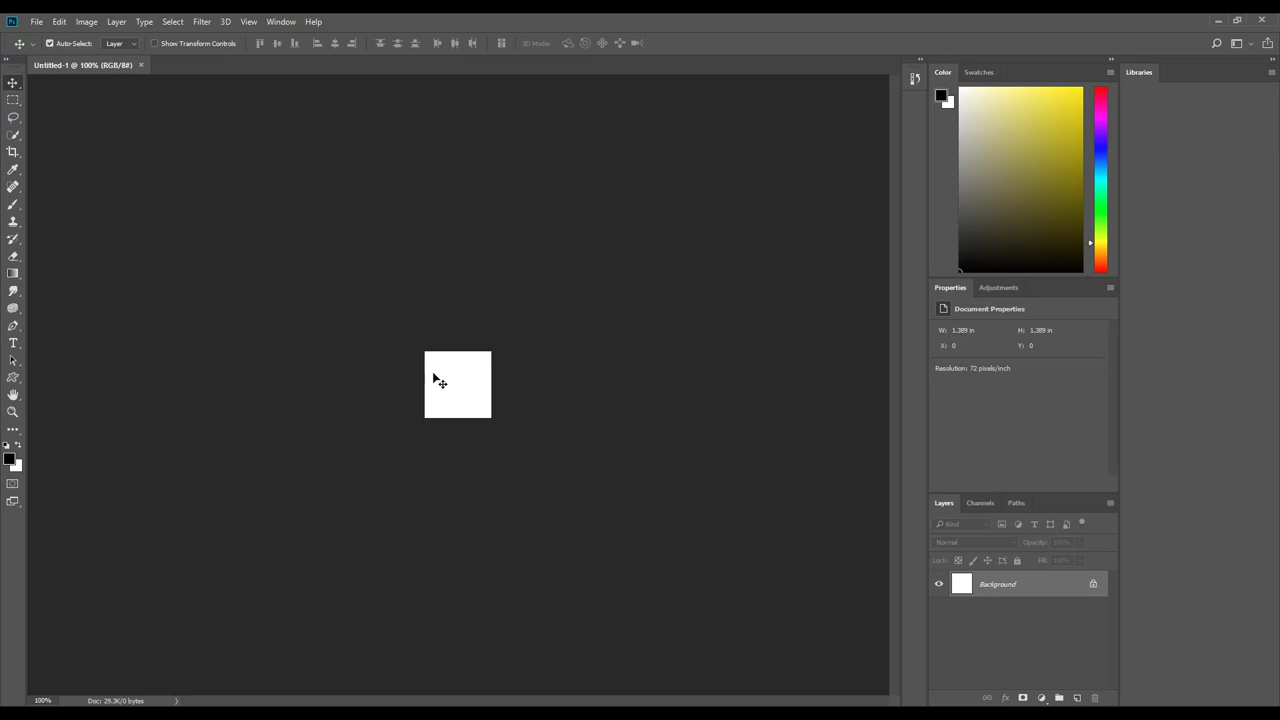 Ps File Edit Image Layer Type Select Filter 3D View Window Help
Auto-Select: Layer Show Transform Controls 3D Mode:
Untitled-1 @ 100% (RGB/8#)
Color Swatches Libraries
Properties Adjustments
Document Properties
W: 1.389 in H: 1.389 in
X: 0 Y: 0
Resolution: 72 pixels/inch
Layers Channels Paths
Kind
Normal Opacity: 100%
Lock: Fill: 100%
Background
100% Doc: 29.3K/0 bytes